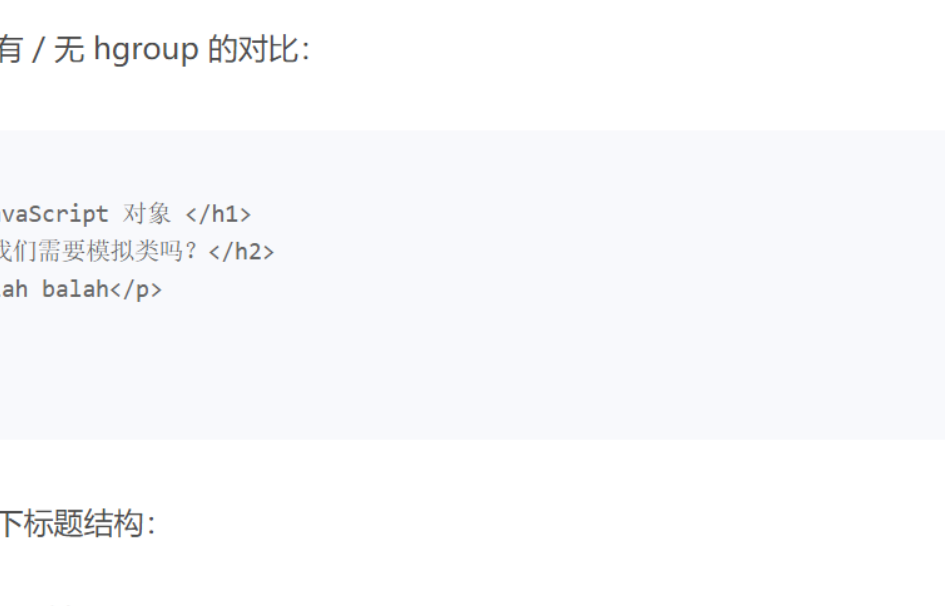 有 / 无 hgroup 的对比：
vaScript 对象 </h1>
我们需要模拟类吗？</h2>
ah balah</p>
下标题结构：